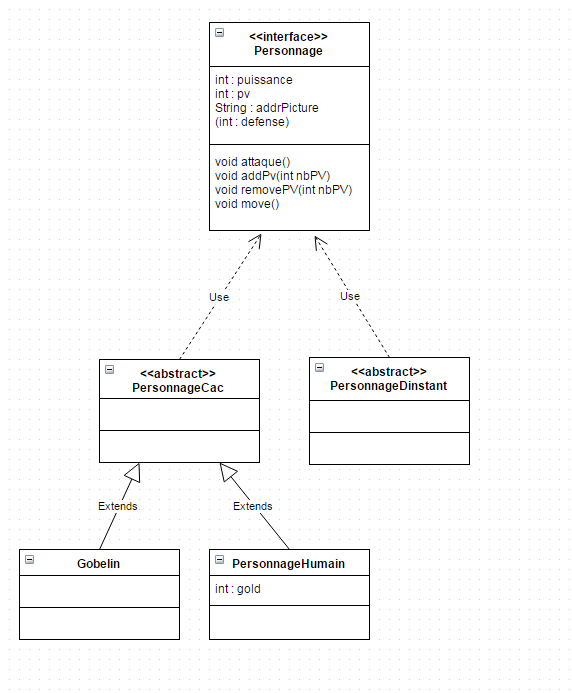 <<interface>>
Personnage
int : puissance
int : pv
String : addrPicture
(int : defense)
void attaque()
void addPv(int nbPV)
void removePV(int nbPV)
void move()
Use
Use
<<abstract>>
PersonnageCac
<<abstract>>
PersonnageDinstant
Extends
Extends
Gobelin
PersonnageHumain
int : gold